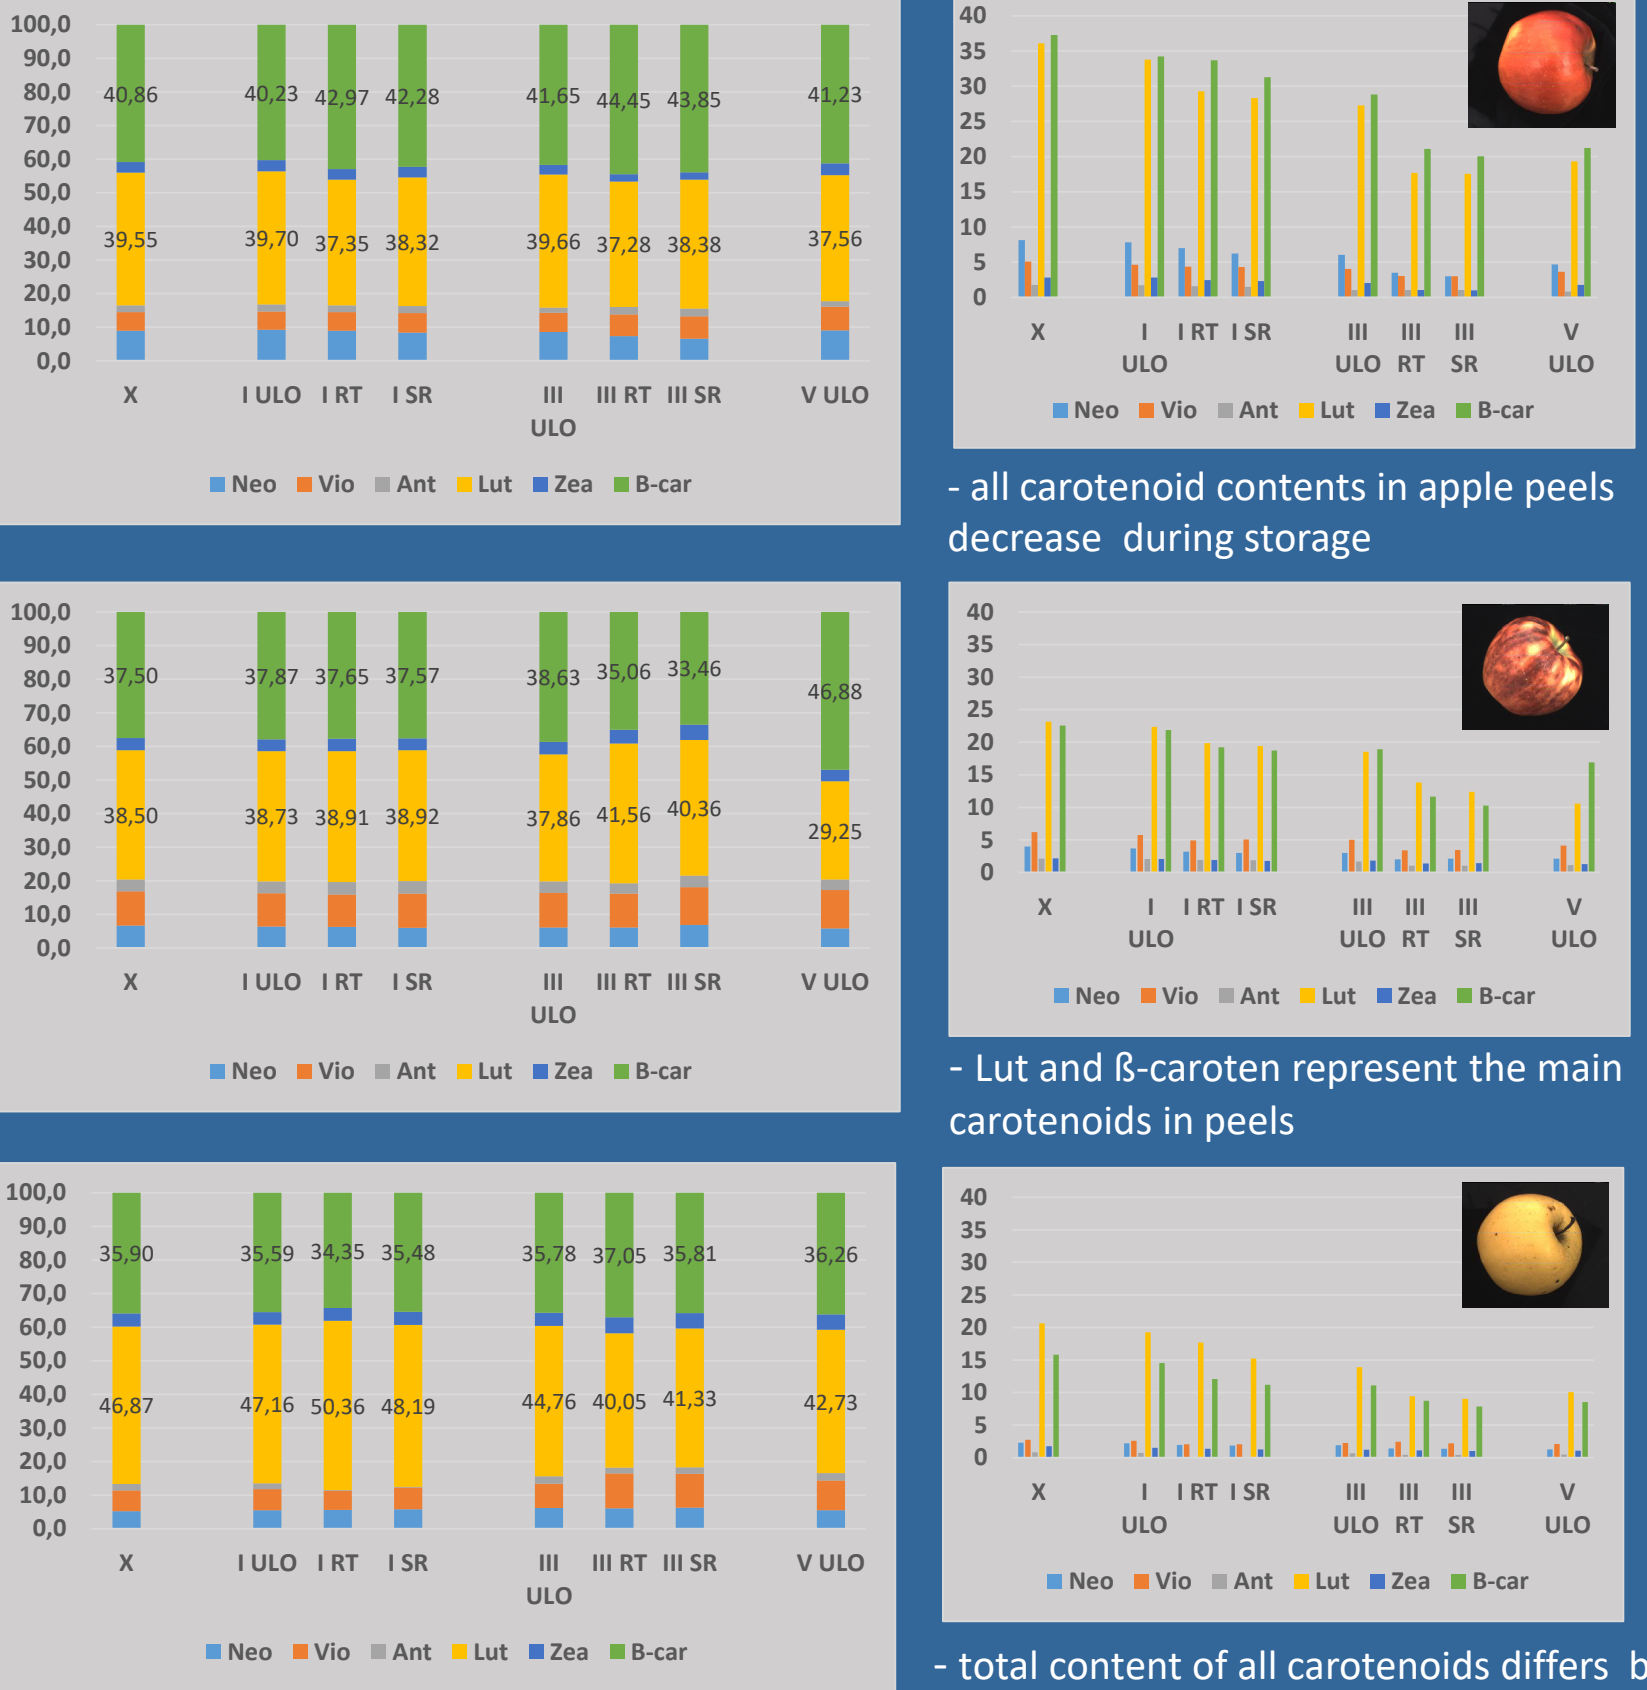 100,0
90,0
80,0
70,0
60,0
50,0
40,0
30,0
20,0
10,0
0,0
40,86 40,23 42,97 42,28 41,65 44,45 43,85 41,23
39,55 39,70 37,35 38,32 39,66 37,28 38,38 37,56
X I ULO I RT I SR III ULO III RT III SR V ULO
Neo Vio Ant Lut Zea B-car
40
35
30
25
20
15
10
5
0
X I ULO I RT I SR III ULO III RT III SR V ULO
Neo Vio Ant Lut Zea B-car
- all carotenoid contents in apple peels
decrease during storage
100,0
90,0
80,0
70,0
60,0
50,0
40,0
30,0
20,0
10,0
0,0
37,50 37,87 37,65 37,57 38,63 35,06 33,46 46,88
38,50 38,73 38,91 38,92 37,86 41,56 40,36 29,25
X I ULO I RT I SR III ULO III RT III SR V ULO
Neo Vio Ant Lut Zea B-car
40
35
30
25
20
15
10
5
0
X I ULO I RT I SR III ULO III RT III SR V ULO
Neo Vio Ant Lut Zea B-car
- Lut and ß-caroten represent the main
carotenoids in peels
100,0
90,0
80,0
70,0
60,0
50,0
40,0
30,0
20,0
10,0
0,0
35,90 35,59 34,35 35,48 35,78 37,05 35,81 36,26
46,87 47,16 50,36 48,19 44,76 40,05 41,33 42,73
X I ULO I RT I SR III ULO III RT III SR V ULO
Neo Vio Ant Lut Zea B-car
40
35
30
25
20
15
10
5
0
X I ULO I RT I SR III ULO III RT III SR V ULO
Neo Vio Ant Lut Zea B-car
- total content of all carotenoids differs